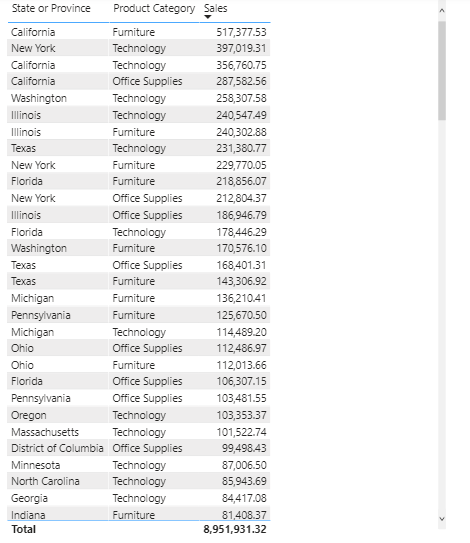 State or Province Product Category Sales
California Furniture 517,377.53
New York Technology 397,019.31
California Technology 356,760.75
California Office Supplies 287,582.56
Washington Technology 258,307.58
Illinois Technology 240,547.49
Illinois Furniture 240,302.88
Texas Technology 231,380.77
New York Furniture 229,770.05
Florida Furniture 218,856.07
New York Office Supplies 212,804.37
Illinois Office Supplies 186,946.79
Florida Technology 178,446.29
Washington Furniture 170,576.10
Texas Office Supplies 168,401.31
Texas Furniture 143,306.92
Michigan Furniture 136,210.41
Pennsylvania Furniture 125,670.50
Michigan Technology 114,489.20
Ohio Office Supplies 112,486.97
Ohio Furniture 112,013.66
Florida Office Supplies 106,307.15
Pennsylvania Office Supplies 103,481.55
Oregon Technology 103,353.37
Massachusetts Technology 101,522.74
District of Columbia Office Supplies 99,498.43
Minnesota Technology 87,006.50
North Carolina Technology 85,943.69
Georgia Technology 84,417.08
Indiana Furniture 81,408.37
Total 8,951,931.32